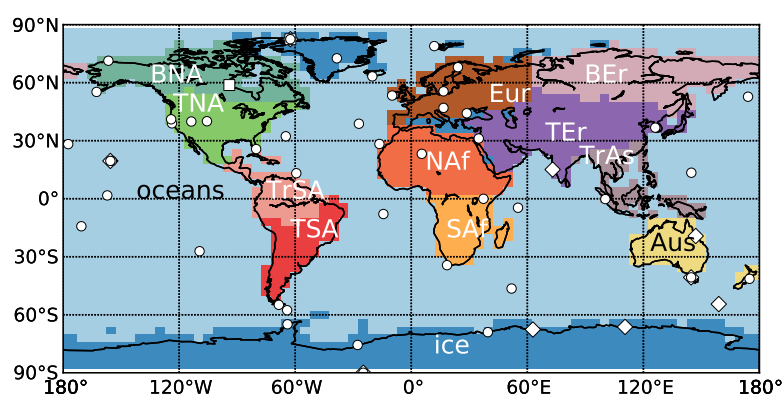 90°N
60°N
30°N
0°
30°S
60°S
90°S
BNA
BEr
Eur
TNA
TEr
TrAs
NAf
oceans
TrSA
TSA
SAf
Aus
ice
180° 120°W 60°W 0° 60°E 120°E 180°